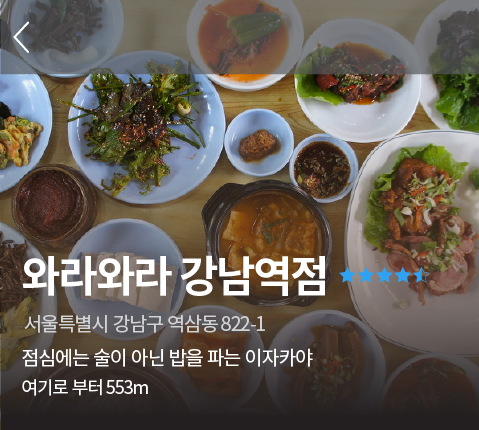 와라와라 강남역점
서울특별시 강남구 역삼동 822-1
점심에는 술이 아닌 밥을 파는 이자카야
여기로 부터 553m